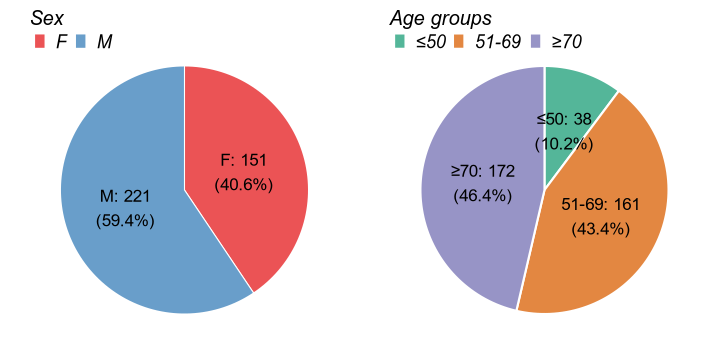 Sex
F M
F: 151
(40.6%)
M: 221
(59.4%)
Age groups
≤50 51-69 ≥70
≤50: 38
(10.2%)
51-69: 161
(43.4%)
≥70: 172
(46.4%)